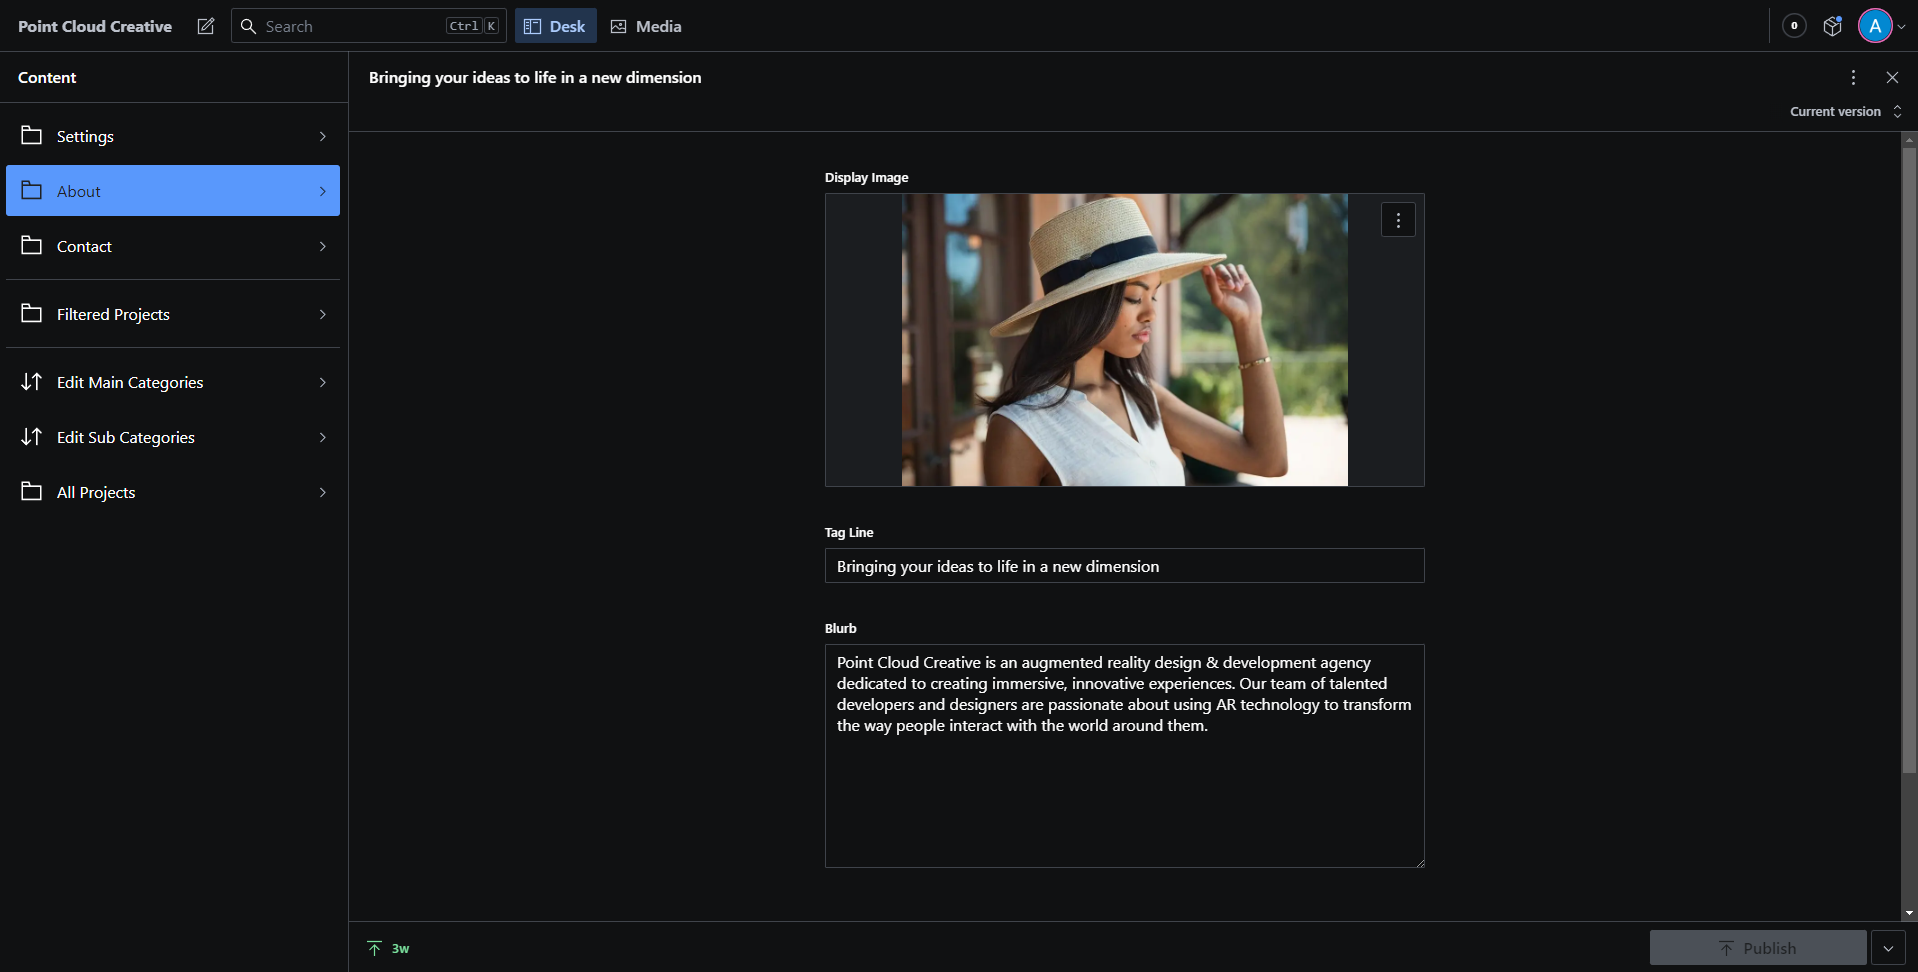 Point Cloud Creative
Search
Ctrl K
Desk
Media
0
A
Content
Settings
About
Contact
Filtered Projects
Edit Main Categories
Edit Sub Categories
All Projects
Bringing your ideas to life in a new dimension
Current version
Display Image
Tag Line
Bringing your ideas to life in a new dimension
Blurb
Point Cloud Creative is an augmented reality design & development agency
dedicated to creating immersive, innovative experiences. Our team of talented
developers and designers are passionate about using AR technology to transform
the way people interact with the world around them.
3w
Publish